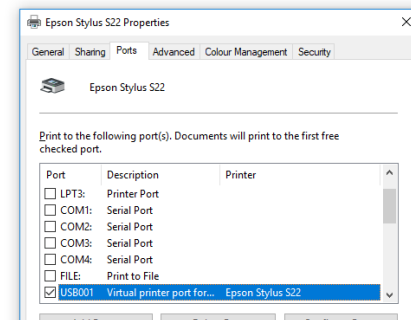 Epson Stylus S22 Properties
General Sharing Ports Advanced Colour Management Security
Epson Stylus S22
Print to the following port(s). Documents will print to the first free
checked port.
Port Description Printer
LPT3: Printer Port
COM1: Serial Port
COM2: Serial Port
COM3: Serial Port
COM4: Serial Port
FILE: Print to File
USB001 Virtual printer port for... Epson Stylus S22